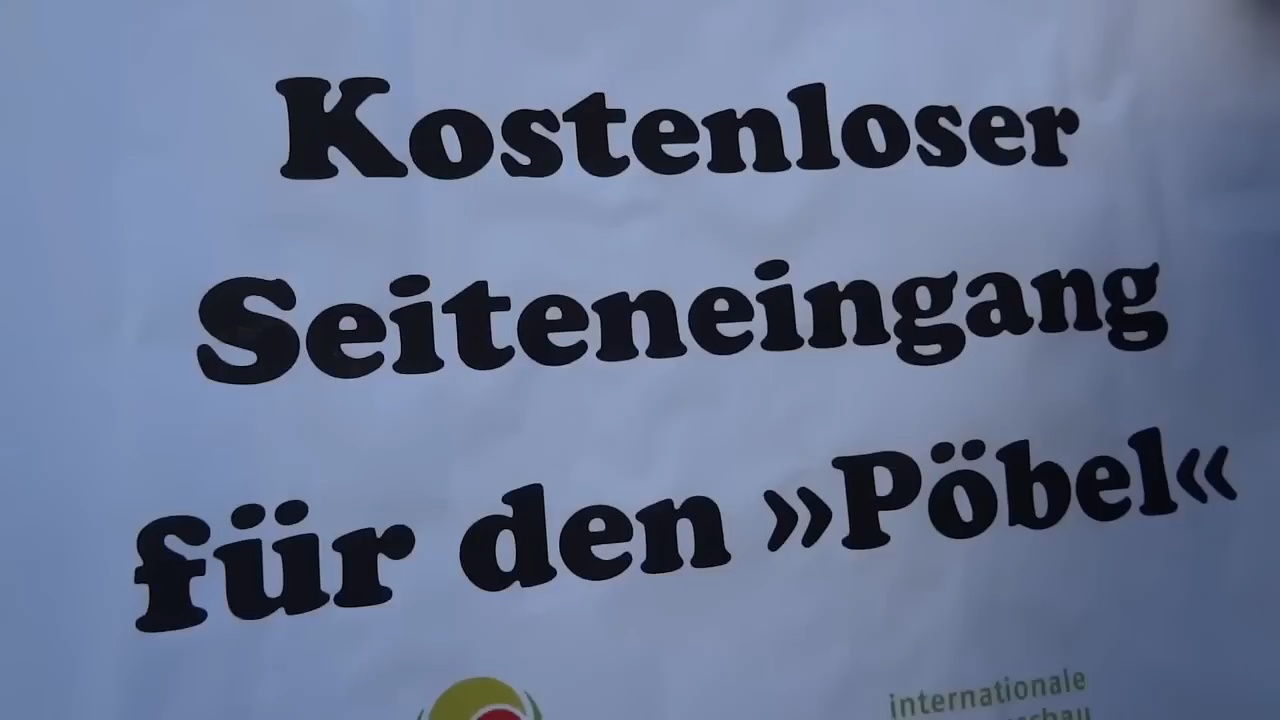 Kostenloser
Seiteneingang
für den »Pöbel«
internationale